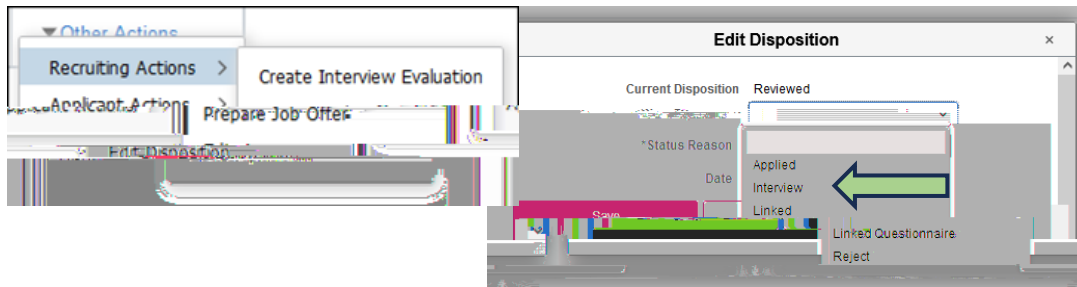 Other Actions
Recruiting Actions >
Create Interview Evaluation
Applicant Actions >
Prepare Job Offer
Edit Disposition
Edit Disposition ×
Current Disposition Reviewed
*Status Reason
Applied
Date
Interview
Linked
Save
Linked Questionnaire
Reject